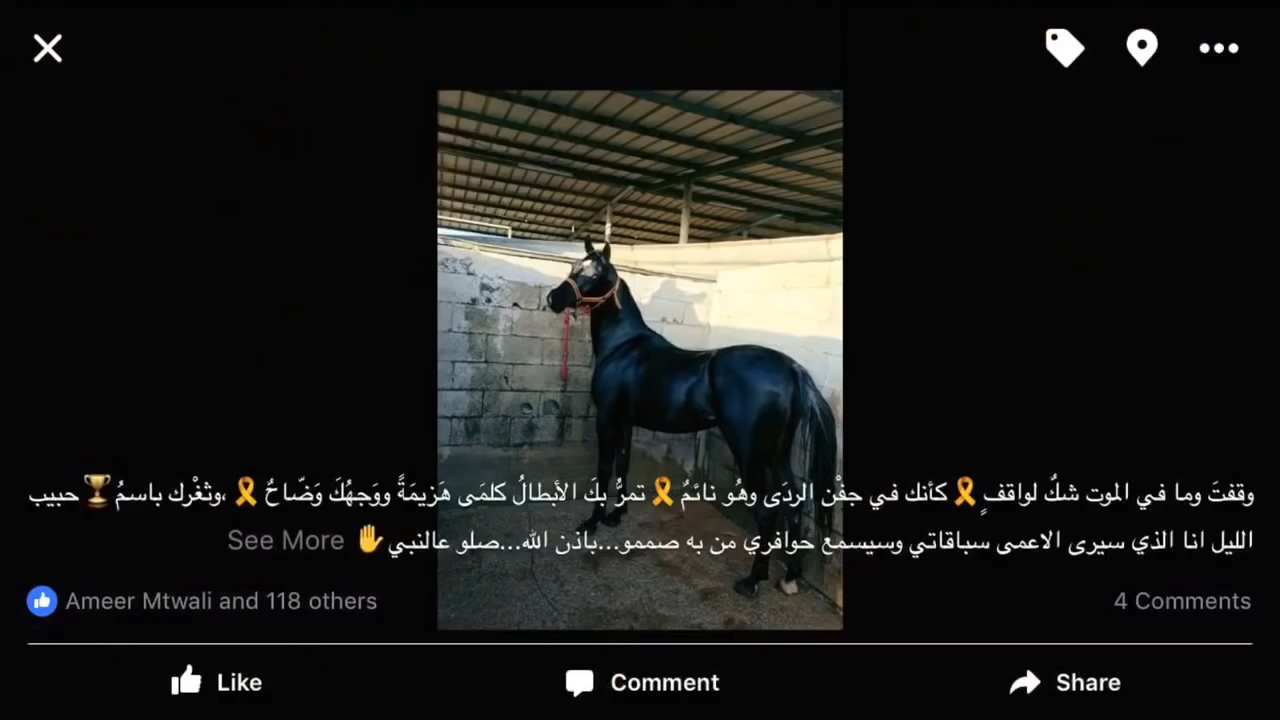 وقفتَ وما في الموت شكٌ لواقفٍ🎗️كأنك في جفْن الردَى وهُو نائمُ🎗️تمرُّ بكَ الأبطالُ كلمَى هَزيمَةً ووَجهُكَ وَضّاحٌ🎗️،وثغْرك باسمُ🏆حبيب
الليل انا الذي سيرى الاعمى سباقاتي وسيسمع حوافري من به صممو...باذن الله...صلو عالنبي✋ See More
Ameer Mtwali and 118 others
4 Comments
Like
Comment
Share